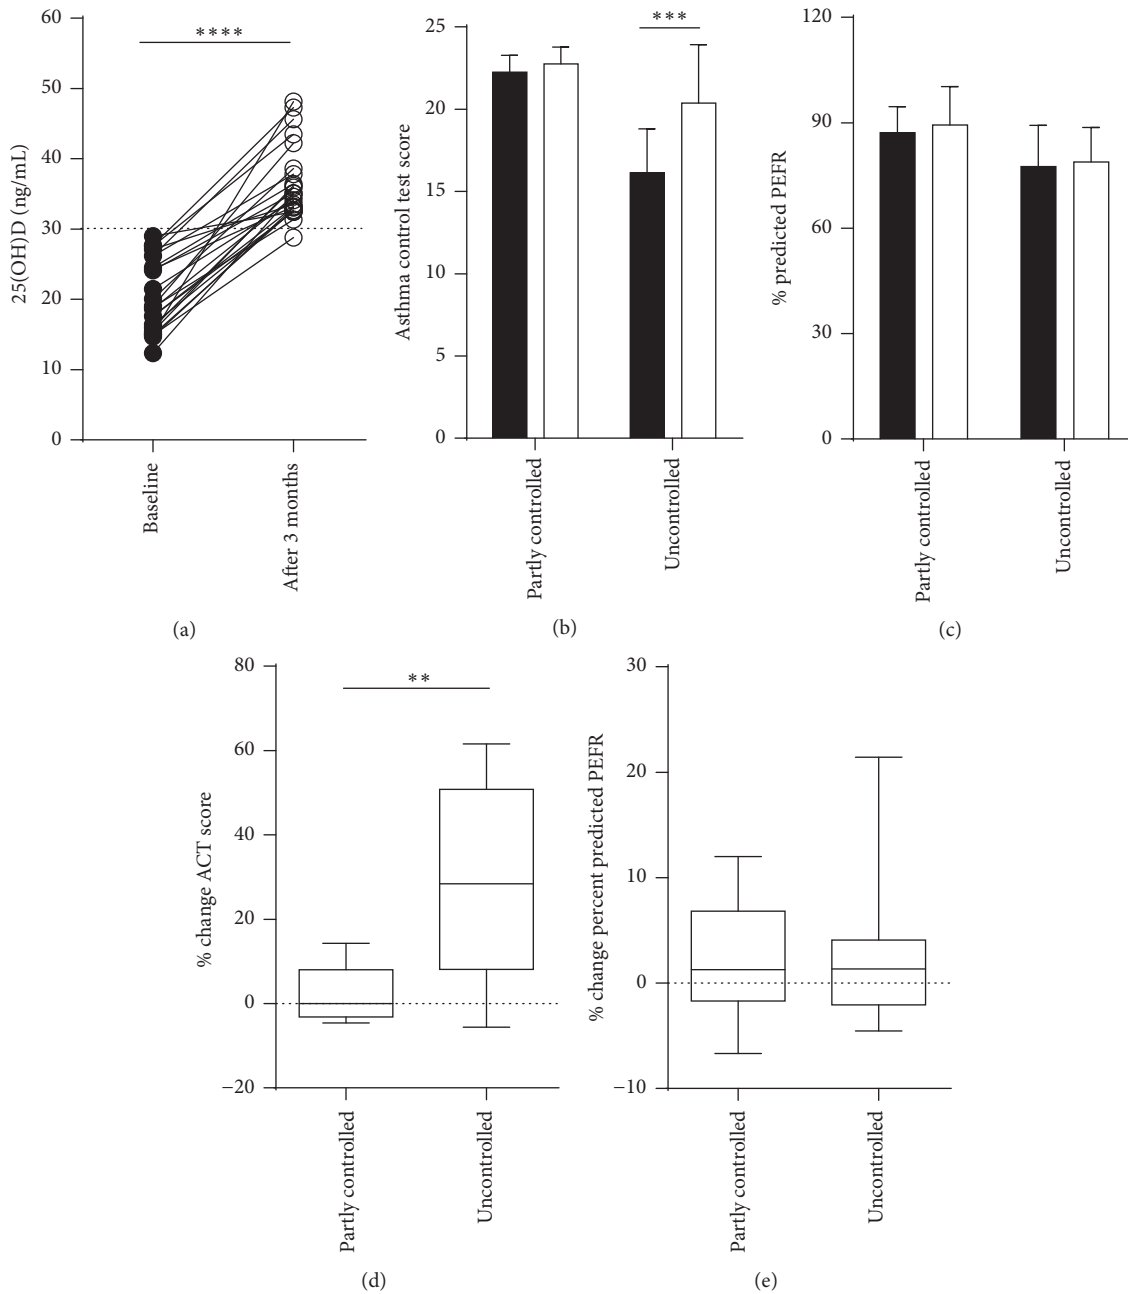 60
50
40
30
20
10
0
25(OH)D (ng/mL)
****
Baseline
After 3 months
(a)
25
20
15
10
5
0
Asthma control test score
***
Partly controlled
Uncontrolled
(b)
120
90
60
30
0
% predicted PEFR
Partly controlled
Uncontrolled
(c)
80
60
40
20
0
−20
% change ACT score
**
Partly controlled
Uncontrolled
(d)
30
20
10
0
−10
% change percent predicted PEFR
Partly controlled
Uncontrolled
(e)